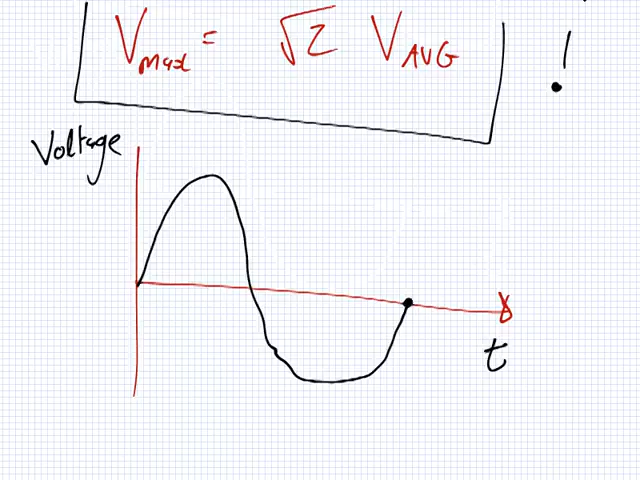 Vmax = √2 VAVG !
Voltage
t